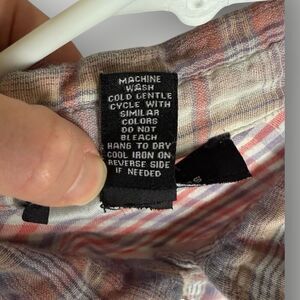 MACHINE
WASH
COLD GENTLE
CYCLE WITH
SIMILAR
COLORS
DO NOT
BLEACH
HANG TO DRY
COOL IRON ON
REVERSE SIDE
IF NEEDED